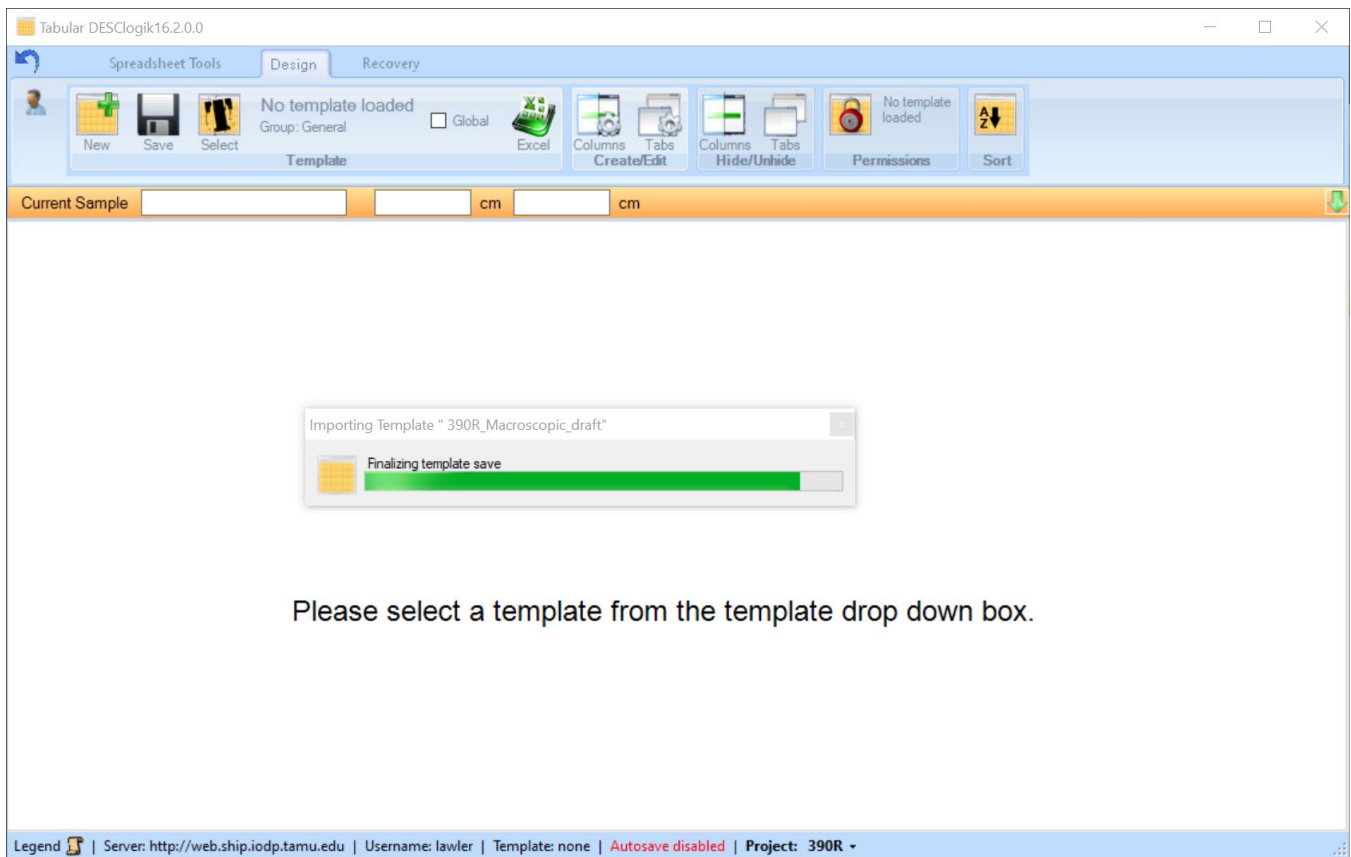 Tabular DESClogik16.2.0.0
Spreadsheet Tools Design Recovery
No template loaded
Group: General
Global
New Save Select Excel
Template
Columns Tabs
Create/Edit
Columns Tabs
Hide/Unhide
No template
loaded
Permissions
A
Z
Sort
Current Sample cm cm
Importing Template " 390R_Macroscopic_draft"
Finalizing template save
Please select a template from the template drop down box.
Legend | Server: http://web.ship.iodp.tamu.edu | Username: lawler | Template: none | Autosave disabled | Project: 390R